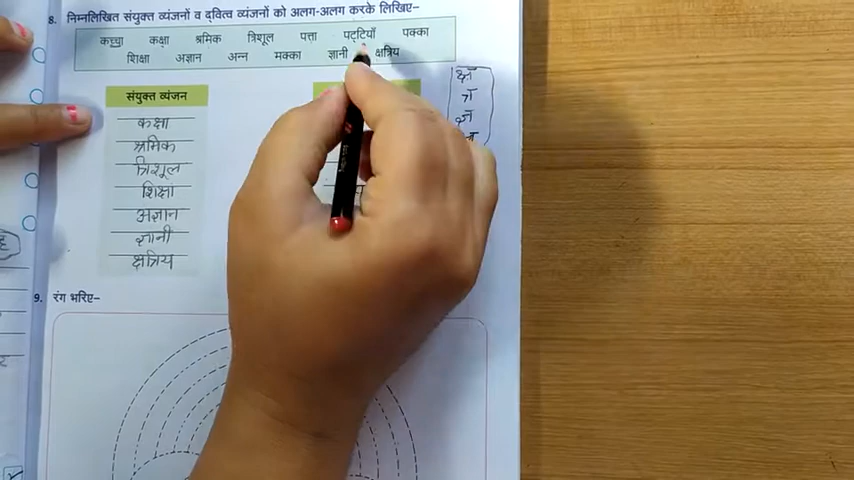 8. निम्नलिखित संयुक्त व्यंजनों व द्वित्व व्यंजनों को अलग-अलग करके लिखिए–
कच्चा कक्षा श्रमिक त्रिशूल पत्ता पट्टियाँ पक्का
शिक्षा अज्ञान अन्न मक्का ज्ञानी क्षत्रिय
संयुक्त व्यंजन
कक्षा
श्रमिक
त्रिशूल
शिक्षा
अज्ञान
ज्ञानी
क्षत्रिय
क्ष
त्र
ज्ञ
9. रंग भरिए–